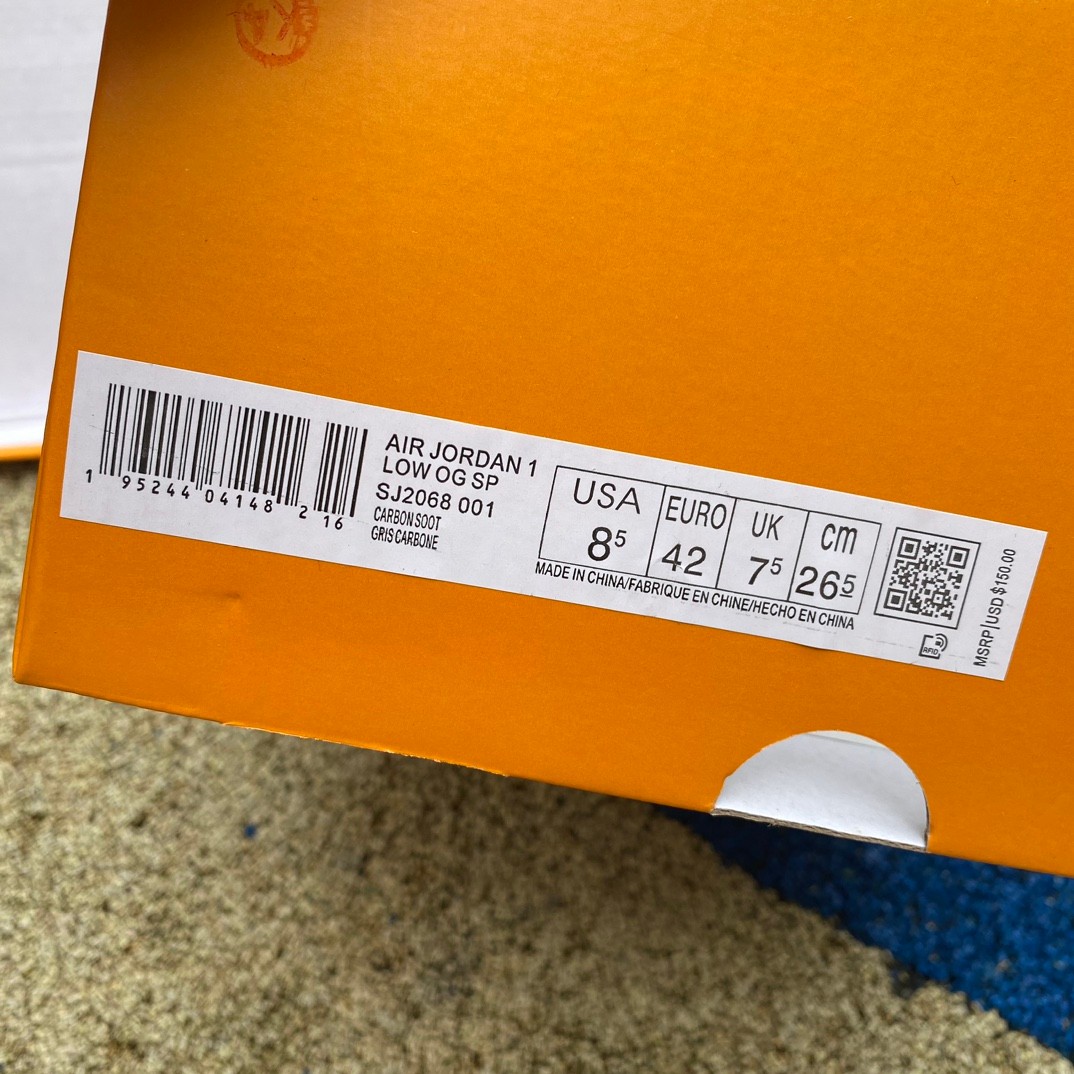 AIR JORDAN 1
LOW OG SP
SJ2068 001
CARBON SOOT
GRIS CARBONE
1 95244 04148 2 16
USA EURO UK cm
8⁵ 42 7⁵ 26⁵
MADE IN CHINA/FABRIQUE EN CHINE/HECHO EN CHINA
RFID
MSRP|USD $150.00